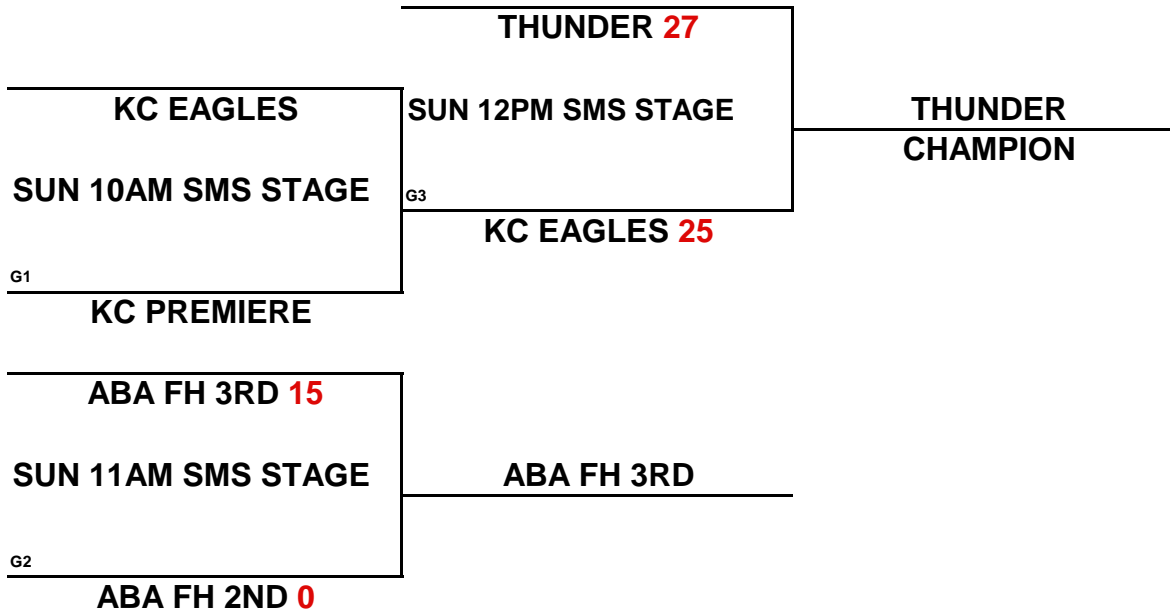 THUNDER 27
KC EAGLES
SUN 12PM SMS STAGE
THUNDER
CHAMPION
SUN 10AM SMS STAGE
G3
KC EAGLES 25
G1
KC PREMIERE
ABA FH 3RD 15
SUN 11AM SMS STAGE
ABA FH 3RD
G2
ABA FH 2ND 0